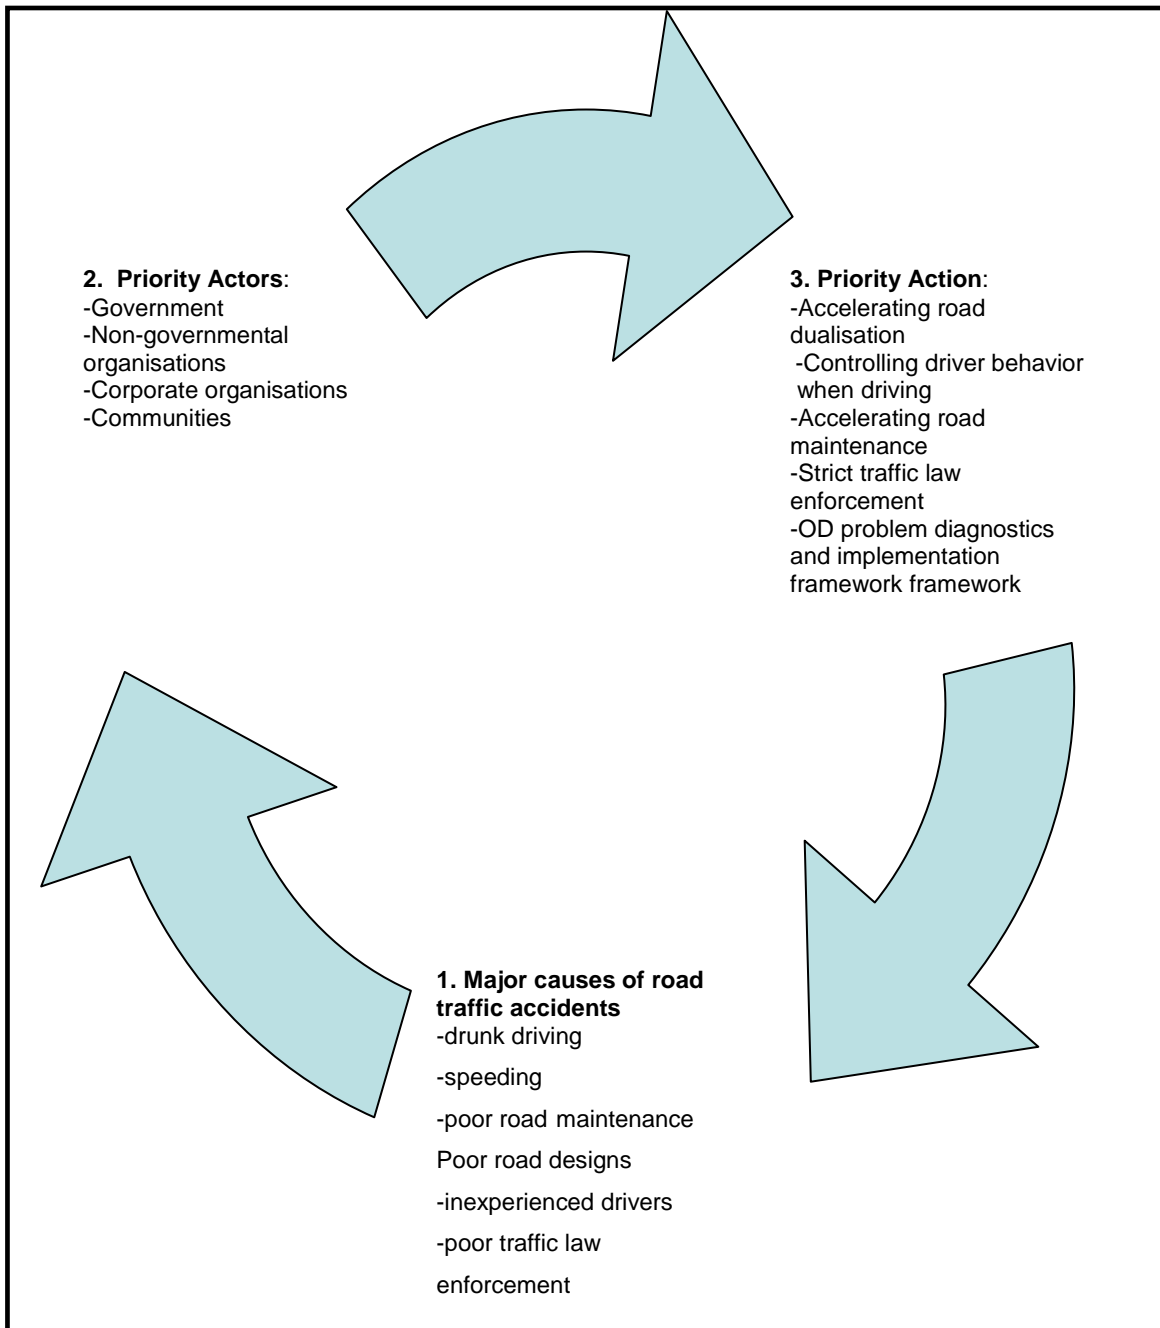 2. Priority Actors:
-Government
-Non-governmental
organisations
-Corporate organisations
-Communities
3. Priority Action:
-Accelerating road
dualisation
-Controlling driver behavior
when driving
-Accelerating road
maintenance
-Strict traffic law
enforcement
-OD problem diagnostics
and implementation
framework framework
1. Major causes of road
traffic accidents
-drunk driving
-speeding
-poor road maintenance
Poor road designs
-inexperienced drivers
-poor traffic law
enforcement